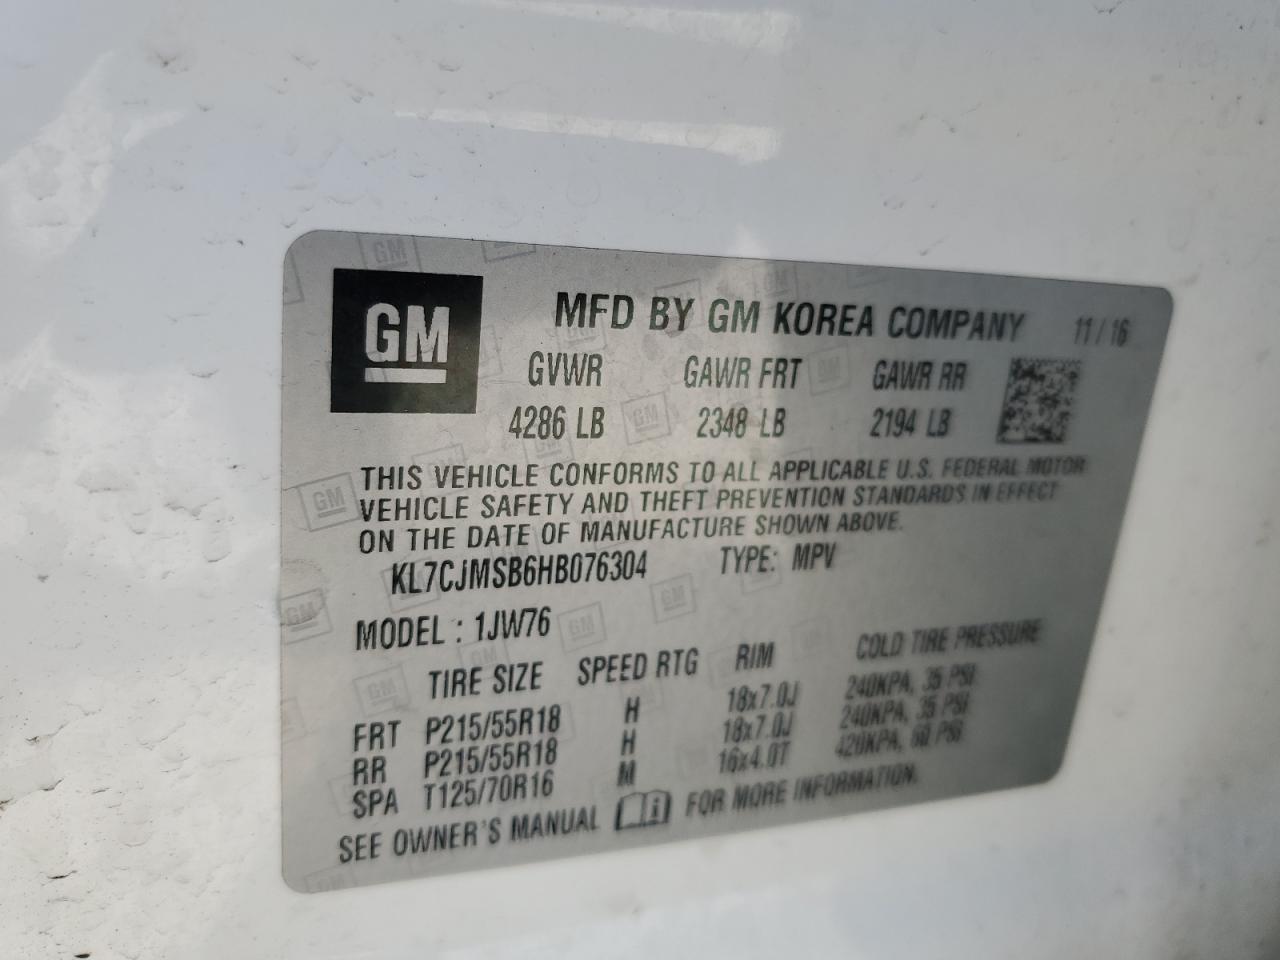 GM
MFD BY GM KOREA COMPANY 11/16
GVWR GAWR FRT GAWR RR
4286 LB 2348 LB 2194 LB
THIS VEHICLE CONFORMS TO ALL APPLICABLE U.S. FEDERAL MOTOR
VEHICLE SAFETY AND THEFT PREVENTION STANDARDS IN EFFECT
ON THE DATE OF MANUFACTURE SHOWN ABOVE.
KL7CJMSB6HB076304 TYPE: MPV
MODEL : 1JW76
TIRE SIZE SPEED RTG RIM COLD TIRE PRESSURE
FRT P215/55R18 H 18x7.0J 240KPA, 35 PSI
RR P215/55R18 H 18x7.0J 240KPA, 35 PSI
SPA T125/70R16 M 16x4.0T 420KPA, 60 PSI
SEE OWNER'S MANUAL FOR MORE INFORMATION.